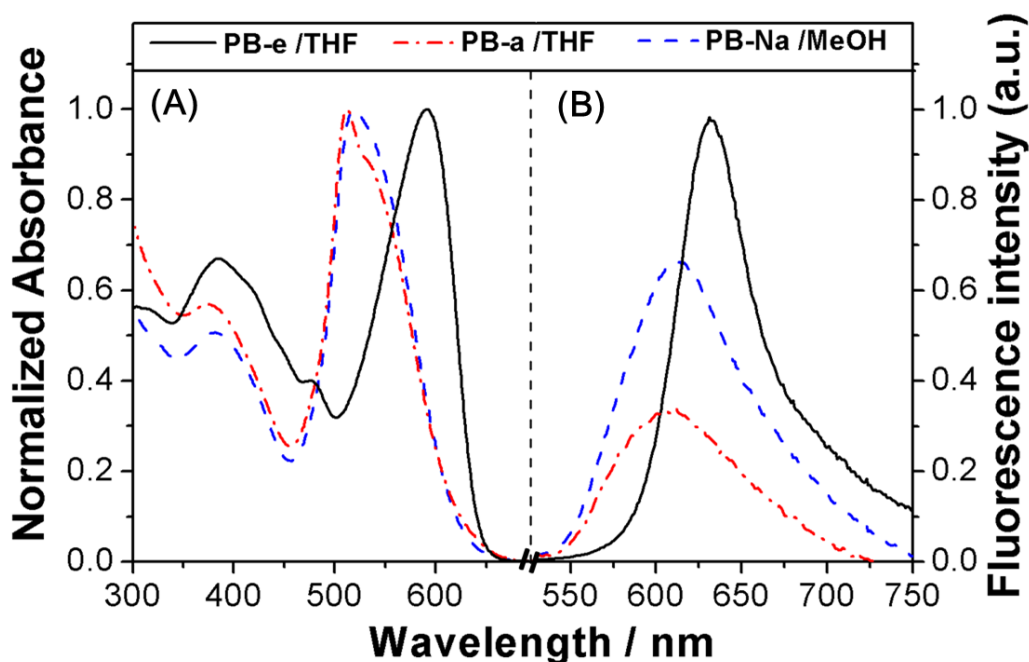 PB-e /THF PB-a /THF PB-Na /MeOH
(A) (B)
Normalized Absorbance
1.0
0.8
0.6
0.4
0.2
0.0
Fluorescence intensity (a.u.)
1.0
0.8
0.6
0.4
0.2
0.0
300 400 500 600 550 600 650 700 750
Wavelength / nm